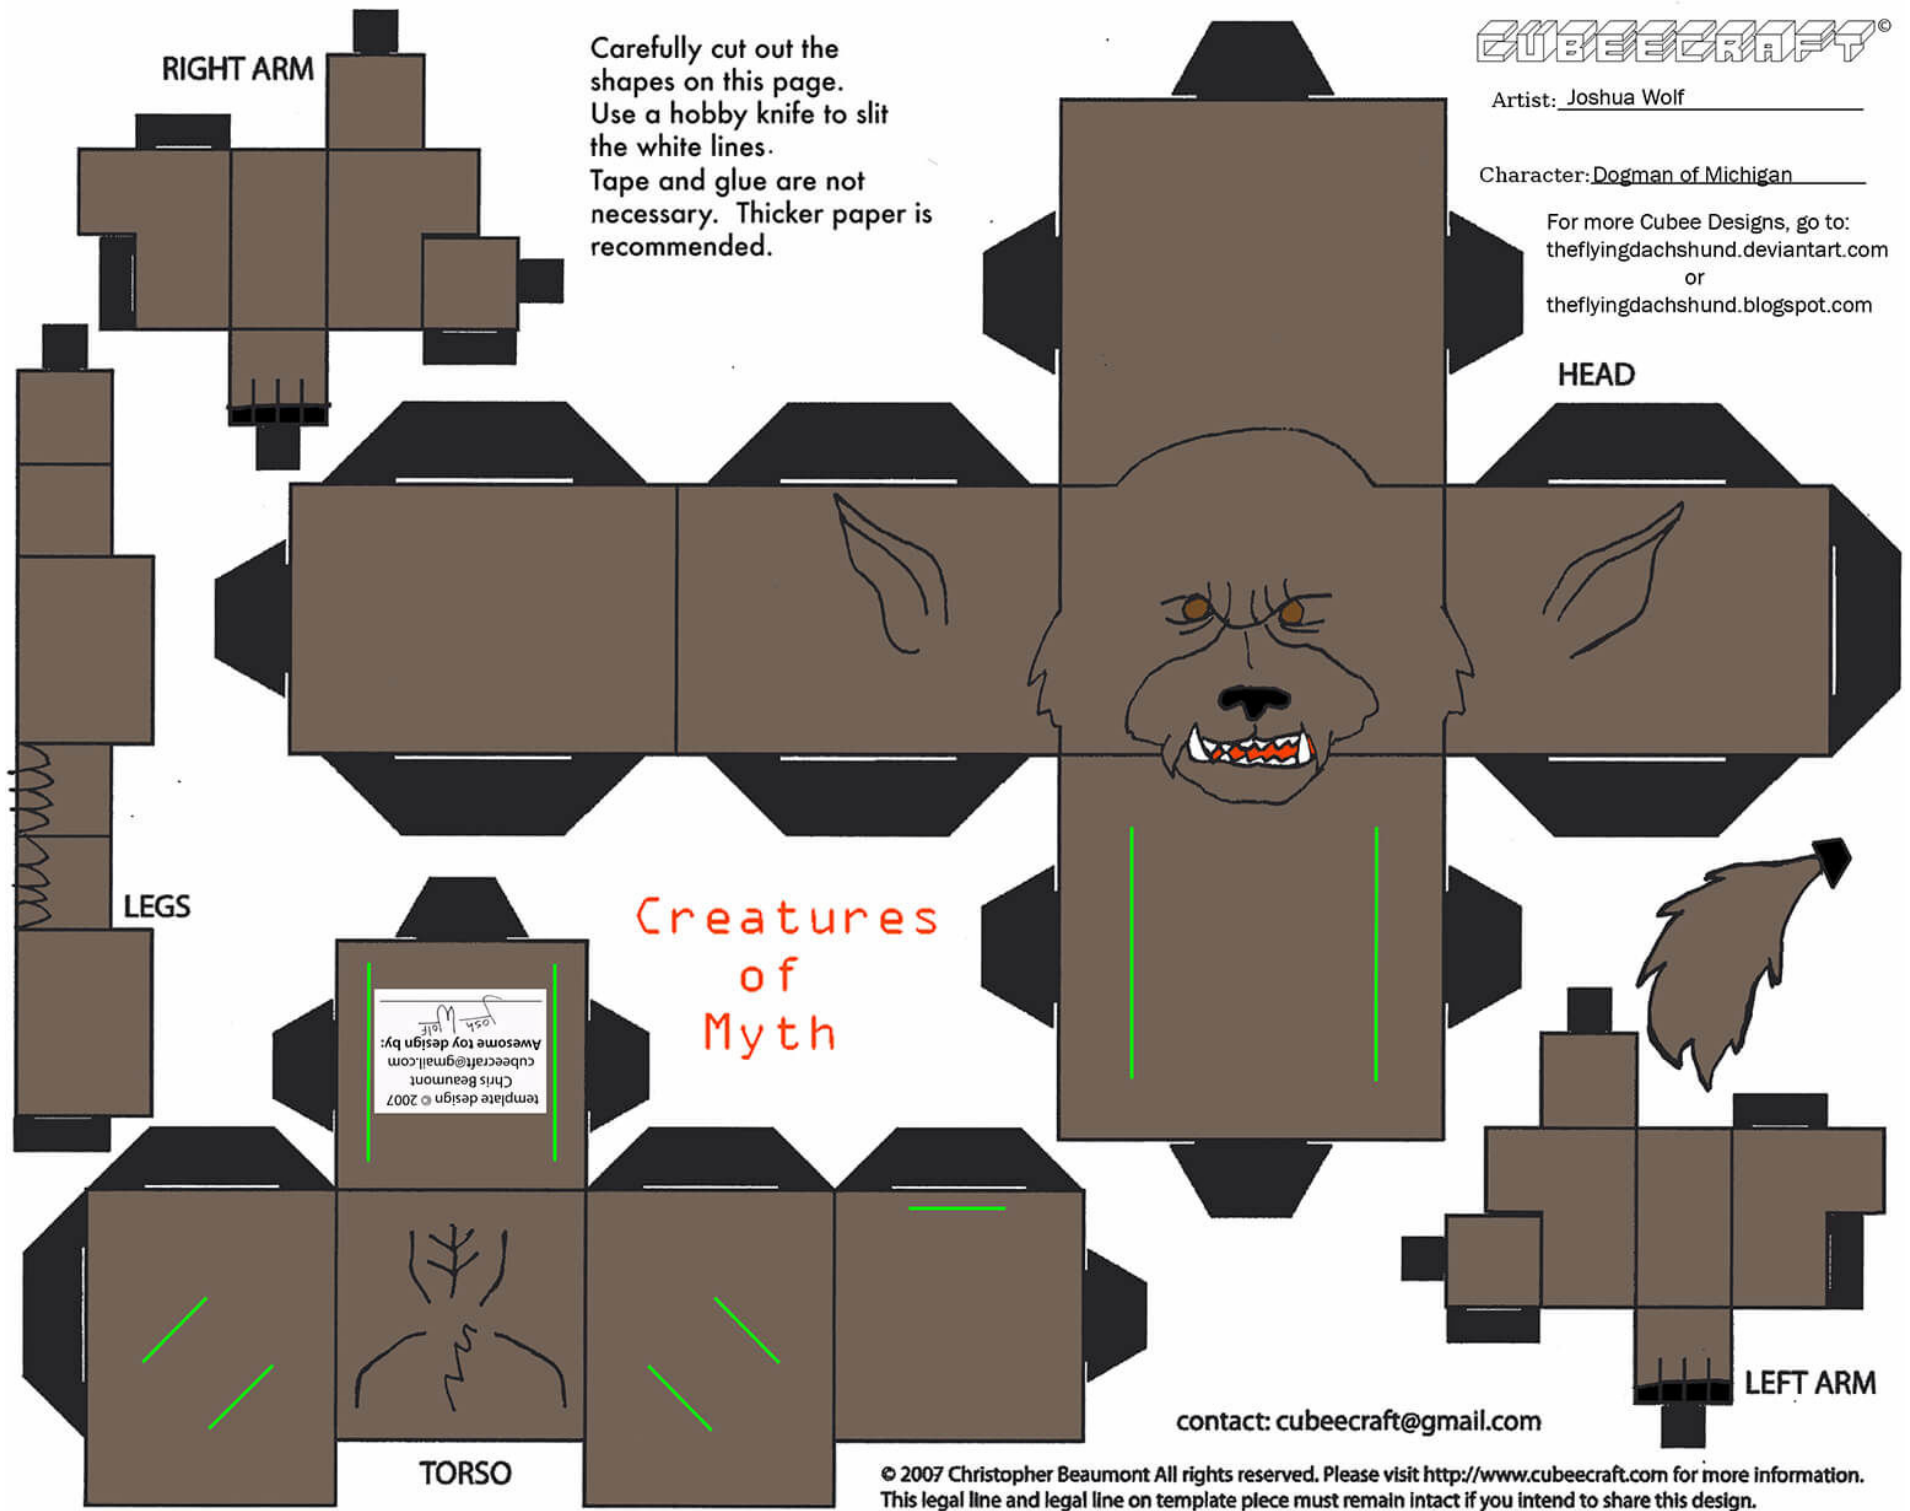 RIGHT ARM
Carefully cut out the
shapes on this page.
Use a hobby knife to slit
the white lines.
Tape and glue are not
necessary. Thicker paper is
recommended.
CUBEECRAFT©
Artist: Joshua Wolf
Character: Dogman of Michigan
For more Cubee Designs, go to:
theflyingdachshund.deviantart.com
or
theflyingdachshund.blogspot.com
HEAD
LEGS
Creatures
of
Myth
template design © 2007
Chris Beaumont
cubeecraft@gmail.com
Awesome toy design by:
Josh Wolf
LEFT ARM
TORSO
contact: cubeecraft@gmail.com
© 2007 Christopher Beaumont All rights reserved. Please visit http://www.cubeecraft.com for more information.
This legal line and legal line on template piece must remain intact if you intend to share this design.